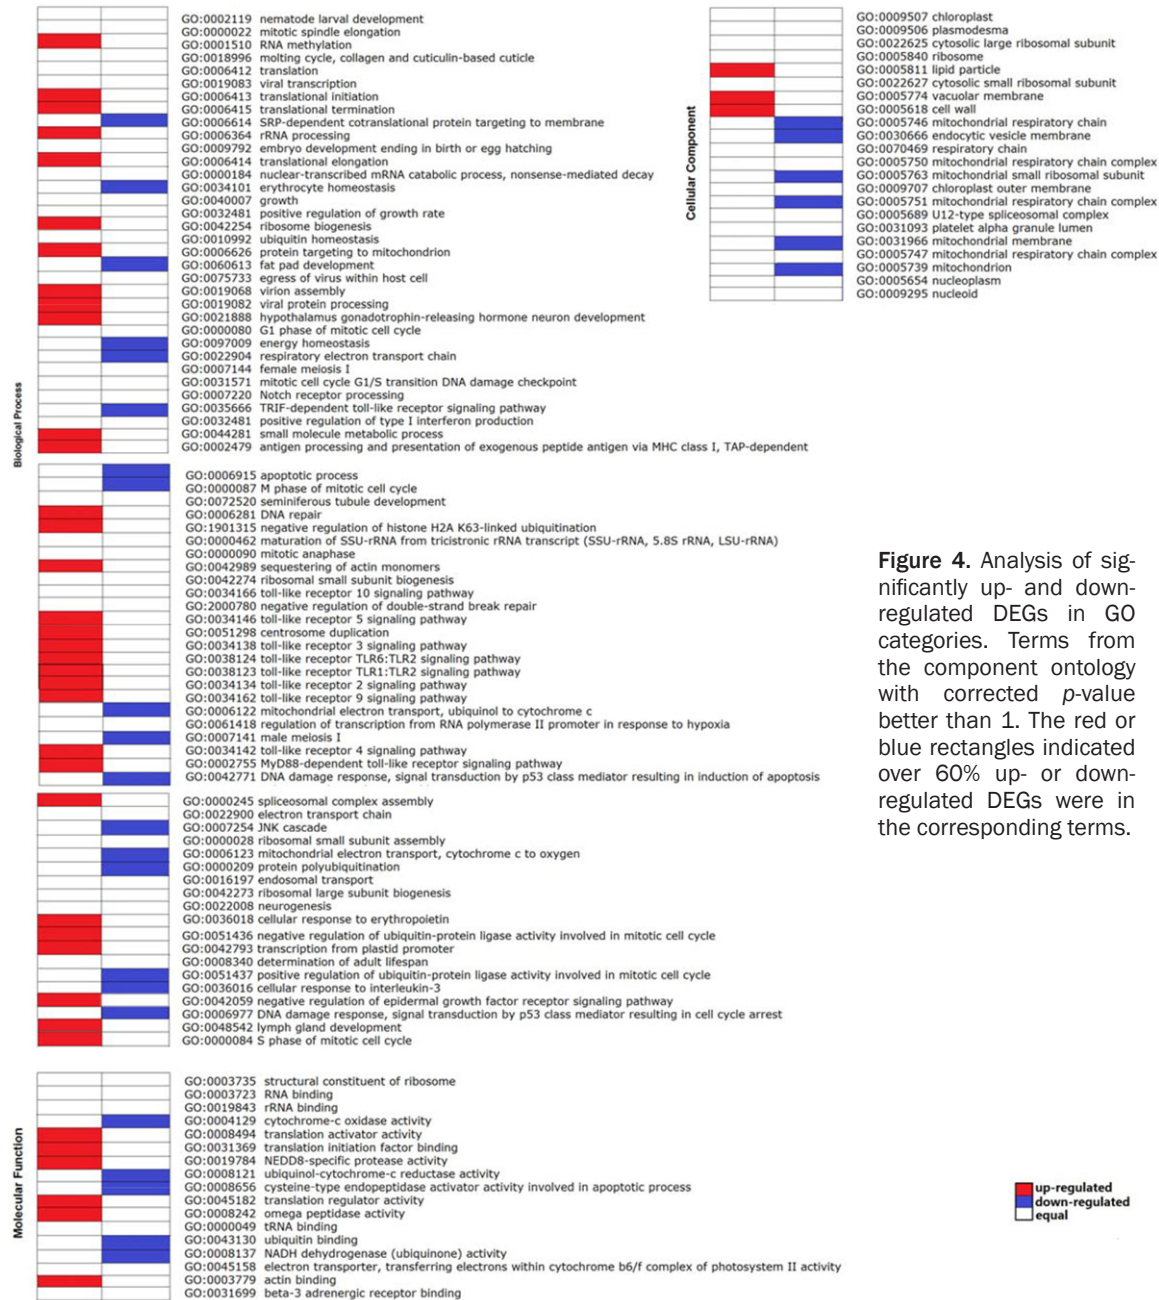 GO:0002119 nematode larval development
GO:0000022 mitotic spindle elongation
GO:0001510 RNA methylation
GO:0018996 molting cycle, collagen and cuticulin-based cuticle
GO:0006412 translation
GO:0019083 viral transcription
GO:0006413 translational initiation
GO:0006415 translational termination
GO:0006614 SRP-dependent cotranslational protein targeting to membrane
GO:0006364 rRNA processing
GO:0009792 embryo development ending in birth or egg hatching
GO:0006414 translational elongation
GO:0000184 nuclear-transcribed mRNA catabolic process, nonsense-mediated decay
GO:0034101 erythrocyte homeostasis
GO:0040007 growth
GO:0032481 positive regulation of growth rate
GO:0042254 ribosome biogenesis
GO:0010992 ubiquitin homeostasis
GO:0006626 protein targeting to mitochondrion
GO:0060613 fat pad development
GO:0075733 egress of virus within host cell
GO:0019068 virion assembly
GO:0019082 viral protein processing
GO:0021888 hypothalamus gonadotrophin-releasing hormone neuron development
GO:0000080 G1 phase of mitotic cell cycle
GO:0097009 energy homeostasis
GO:0022904 respiratory electron transport chain
GO:0007144 female meiosis I
GO:0031571 mitotic cell cycle G1/S transition DNA damage checkpoint
GO:0007220 Notch receptor processing
GO:0035666 TRIF-dependent toll-like receptor signaling pathway
GO:0032481 positive regulation of type I interferon production
GO:0044281 small molecule metabolic process
GO:0002479 antigen processing and presentation of exogenous peptide antigen via MHC class I, TAP-dependent
Biological Process
GO:0006915 apoptotic process
GO:0000087 M phase of mitotic cell cycle
GO:0072520 seminiferous tubule development
GO:0006281 DNA repair
GO:1901315 negative regulation of histone H2A K63-linked ubiquitination
GO:0000462 maturation of SSU-rRNA from tricistronic rRNA transcript (SSU-rRNA, 5.8S rRNA, LSU-rRNA)
GO:0000090 mitotic anaphase
GO:0042989 sequestering of actin monomers
GO:0042274 ribosomal small subunit biogenesis
GO:0034166 toll-like receptor 10 signaling pathway
GO:2000780 negative regulation of double-strand break repair
GO:0034146 toll-like receptor 5 signaling pathway
GO:0051298 centrosome duplication
GO:0034138 toll-like receptor 3 signaling pathway
GO:0038124 toll-like receptor TLR6:TLR2 signaling pathway
GO:0038123 toll-like receptor TLR1:TLR2 signaling pathway
GO:0034134 toll-like receptor 2 signaling pathway
GO:0034162 toll-like receptor 9 signaling pathway
GO:0006122 mitochondrial electron transport, ubiquinol to cytochrome c
GO:0061418 regulation of transcription from RNA polymerase II promoter in response to hypoxia
GO:0007141 male meiosis I
GO:0034142 toll-like receptor 4 signaling pathway
GO:0002755 MyD88-dependent toll-like receptor signaling pathway
GO:0042771 DNA damage response, signal transduction by p53 class mediator resulting in induction of apoptosis
GO:0000245 spliceosomal complex assembly
GO:0022900 electron transport chain
GO:0007254 JNK cascade
GO:0000028 ribosomal small subunit assembly
GO:0006123 mitochondrial electron transport, cytochrome c to oxygen
GO:0000209 protein polyubiquitination
GO:0016197 endosomal transport
GO:0042273 ribosomal large subunit biogenesis
GO:0022008 neurogenesis
GO:0036018 cellular response to erythropoietin
GO:0051436 negative regulation of ubiquitin-protein ligase activity involved in mitotic cell cycle
GO:0042793 transcription from plastid promoter
GO:0008340 determination of adult lifespan
GO:0051437 positive regulation of ubiquitin-protein ligase activity involved in mitotic cell cycle
GO:0036016 cellular response to interleukin-3
GO:0042059 negative regulation of epidermal growth factor receptor signaling pathway
GO:0006977 DNA damage response, signal transduction by p53 class mediator resulting in cell cycle arrest
GO:0048542 lymph gland development
GO:0000084 S phase of mitotic cell cycle
GO:0003735 structural constituent of ribosome
GO:0003723 RNA binding
GO:0019843 rRNA binding
GO:0004129 cytochrome-c oxidase activity
GO:0008494 translation activator activity
GO:0031369 translation initiation factor binding
GO:0019784 NEDD8-specific protease activity
GO:0008121 ubiquinol-cytochrome-c reductase activity
GO:0008656 cysteine-type endopeptidase activator activity involved in apoptotic process
GO:0045182 translation regulator activity
GO:0008242 omega peptidase activity
GO:0000049 tRNA binding
GO:0043130 ubiquitin binding
GO:0008137 NADH dehydrogenase (ubiquinone) activity
GO:0045158 electron transporter, transferring electrons within cytochrome b6/f complex of photosystem II activity
GO:0003779 actin binding
GO:0031699 beta-3 adrenergic receptor binding
Molecular Function
GO:0009507 chloroplast
GO:0009506 plasmodesma
GO:0022625 cytosolic large ribosomal subunit
GO:0005840 ribosome
GO:0005811 lipid particle
GO:0022627 cytosolic small ribosomal subunit
GO:0005774 vacuolar membrane
GO:0005618 cell wall
GO:0005746 mitochondrial respiratory chain
GO:0030666 endocytic vesicle membrane
GO:0070469 respiratory chain
GO:0005750 mitochondrial respiratory chain complex
GO:0005763 mitochondrial small ribosomal subunit
GO:0009707 chloroplast outer membrane
GO:0005751 mitochondrial respiratory chain complex
GO:0005689 U12-type spliceosomal complex
GO:0031093 platelet alpha granule lumen
GO:0031966 mitochondrial membrane
GO:0005747 mitochondrial respiratory chain complex
GO:0005739 mitochondrion
GO:0005654 nucleoplasm
GO:0009295 nucleoid
Cellular Component
Figure 4. Analysis of sig-
nificantly up- and down-
regulated DEGs in GO
categories. Terms from
the component ontology
with corrected p-value
better than 1. The red or
blue rectangles indicated
over 60% up- or down-
regulated DEGs were in
the corresponding terms.
up-regulated
down-regulated
equal